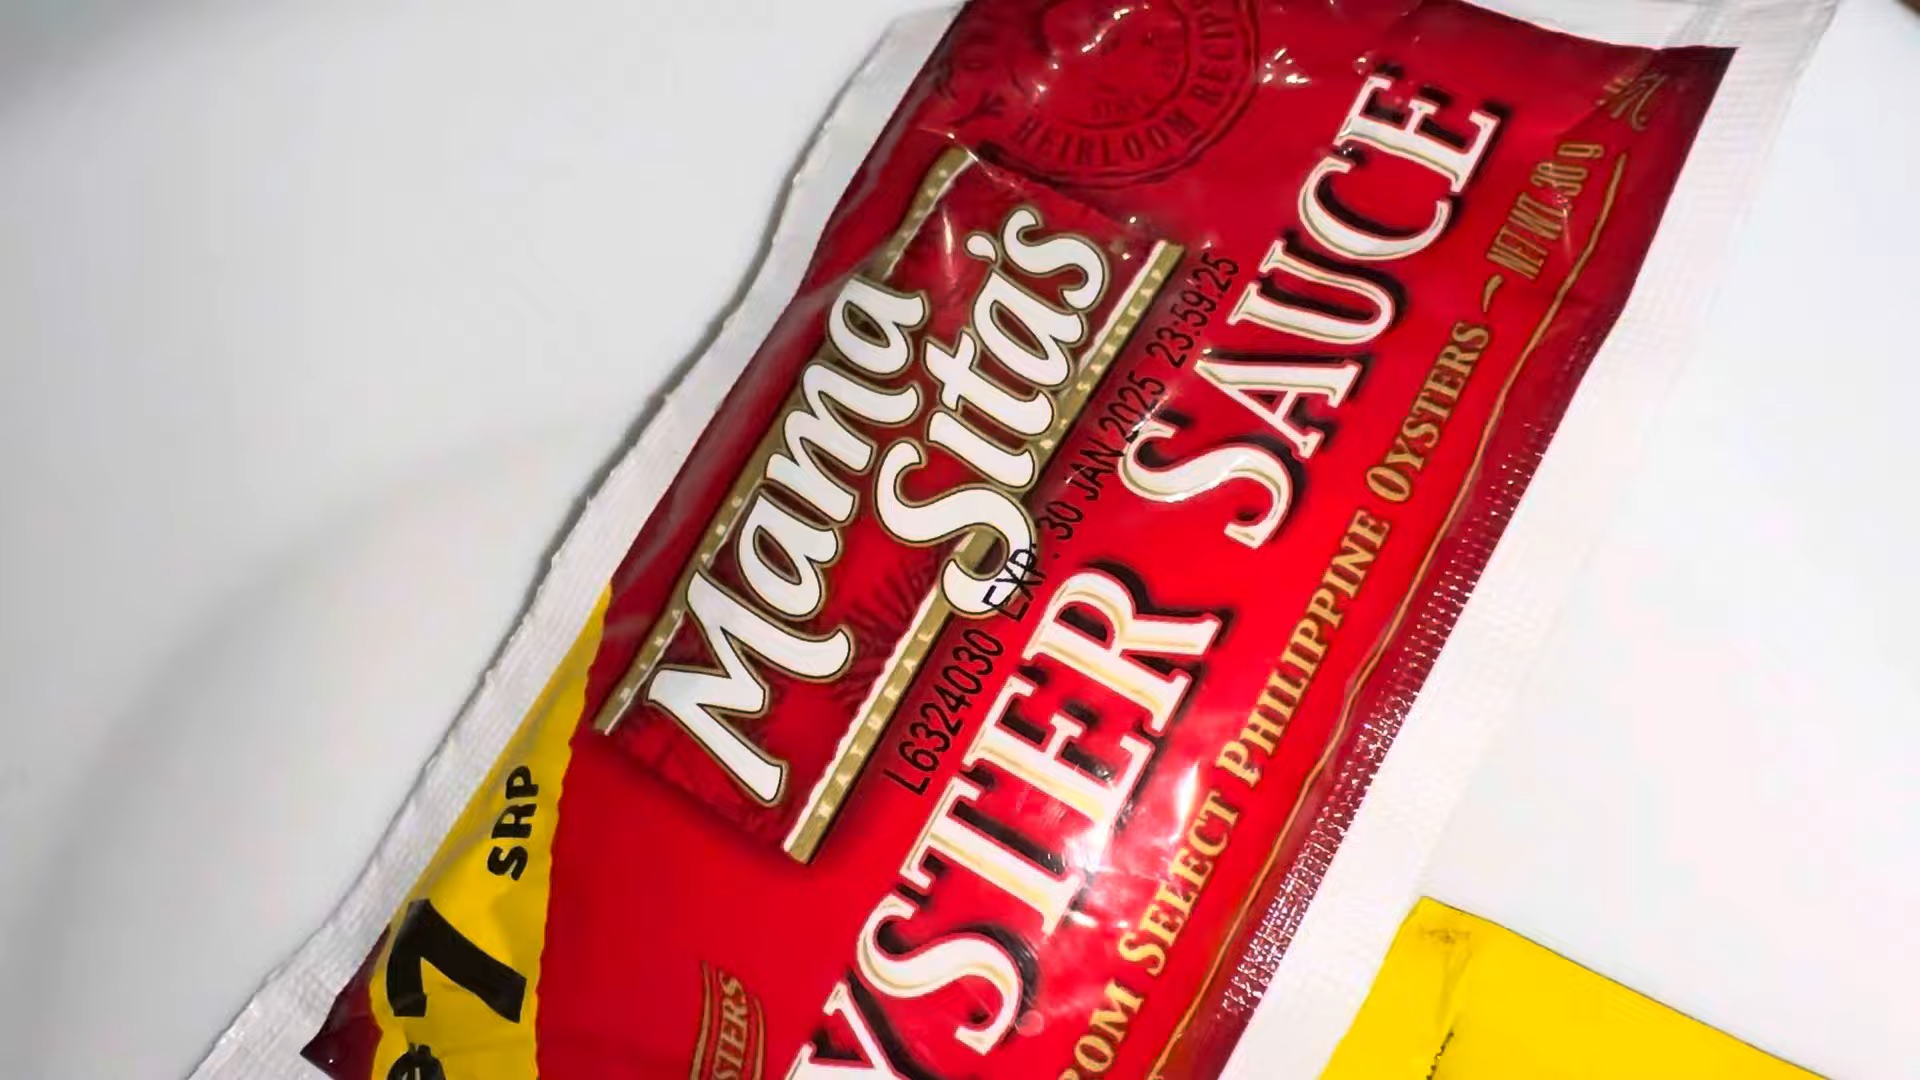 HEIRLOOM RECIPE
Mama
Sita's
L6324030 EXP: 30 JAN 2025 23:59:25
YSTER SAUCE
ROM SELECT PHILIPPINE OYSTERS ~ NET WT. 30 g
SRP
₱7
STERS